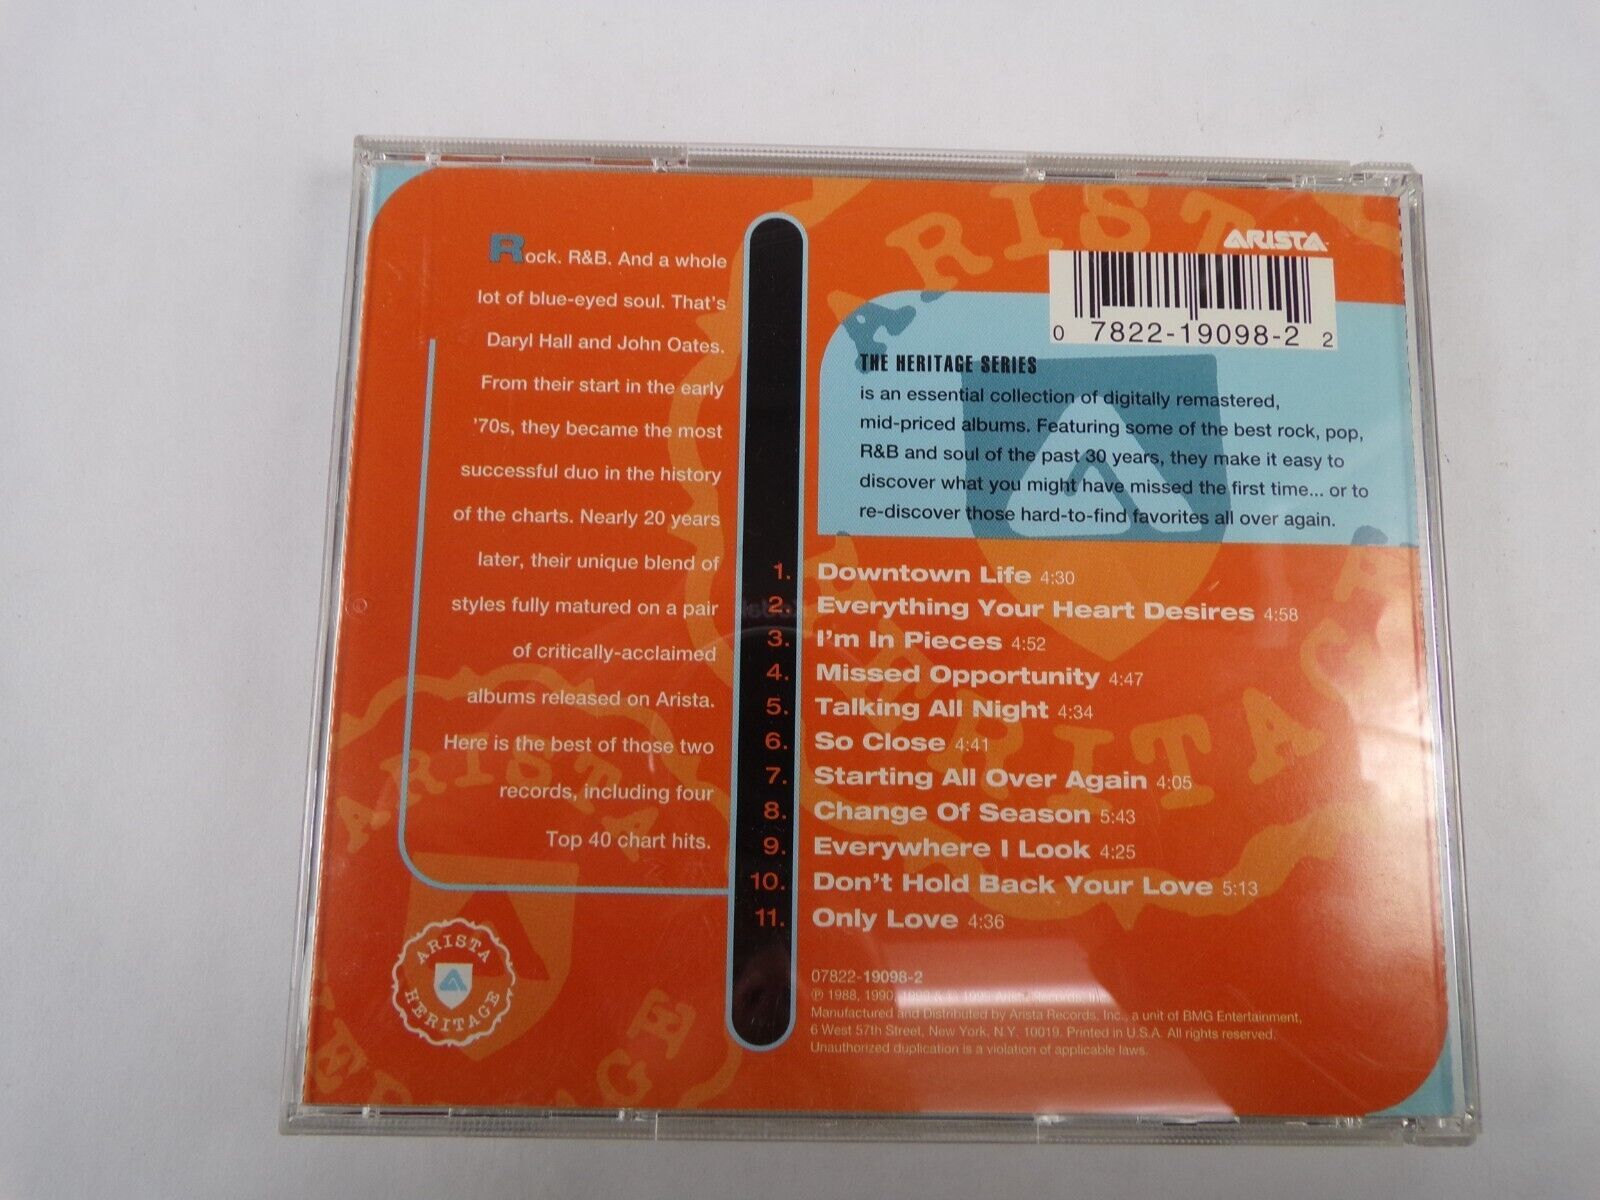 Rock. R&B. And a whole
lot of blue-eyed soul. That's
Daryl Hall and John Oates.
From their start in the early
'70s, they became the most
successful duo in the history
of the charts. Nearly 20 years
later, their unique blend of
styles fully matured on a pair
of critically-acclaimed
albums released on Arista.
Here is the best of those two
records, including four
Top 40 chart hits.
ARISTA HERITAGE
ARISTA
0 7822-19098-2 2
THE HERITAGE SERIES
is an essential collection of digitally remastered,
mid-priced albums. Featuring some of the best rock, pop,
R&B and soul of the past 30 years, they make it easy to
discover what you might have missed the first time... or to
re-discover those hard-to-find favorites all over again.
1. Downtown Life 4:30
2. Everything Your Heart Desires 4:58
3. I'm In Pieces 4:52
4. Missed Opportunity 4:47
5. Talking All Night 4:34
6. So Close 4:41
7. Starting All Over Again 4:05
8. Change Of Season 5:43
9. Everywhere I Look 4:25
10. Don't Hold Back Your Love 5:13
11. Only Love 4:36
07822-19098-2
℗ 1988, 1990, & © Arista Records, Inc.
Manufactured and Distributed by Arista Records, Inc., a unit of BMG Entertainment,
6 West 57th Street, New York, N.Y. 10019. Printed in U.S.A. All rights reserved.
Unauthorized duplication is a violation of applicable laws.
ARISTA HERITAGE
ARISTA HERITAGE